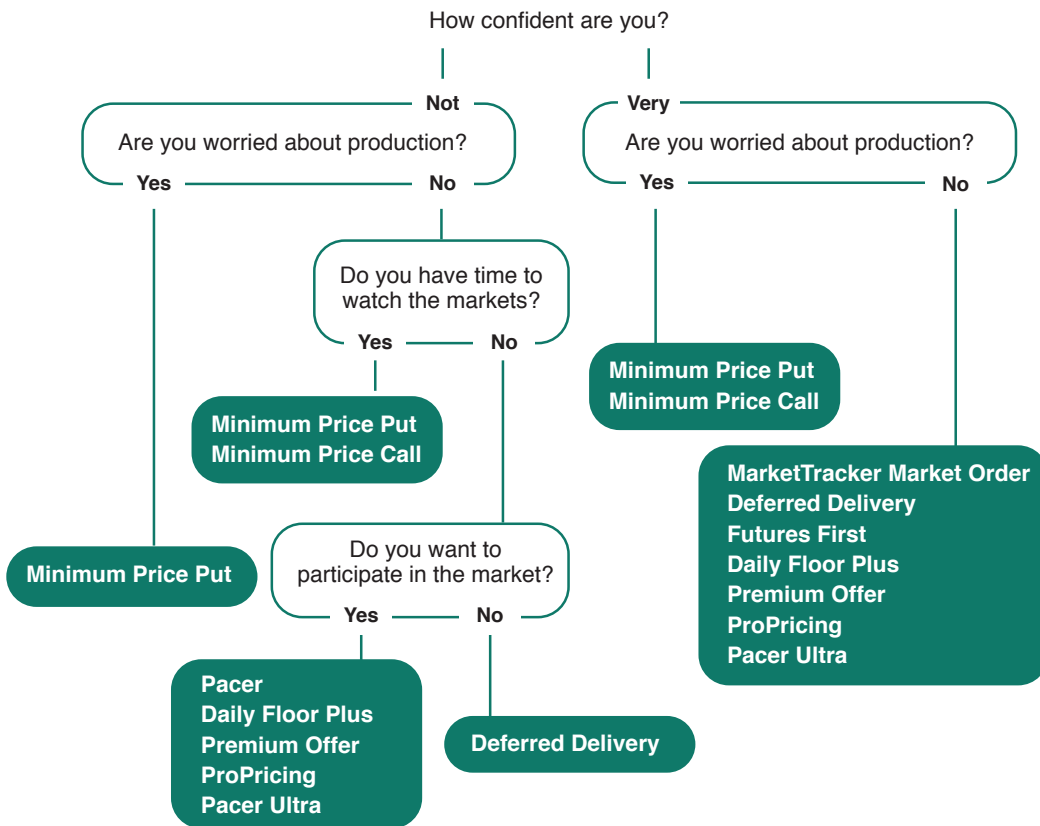 How confident are you?
Not
Very
Are you worried about production?
Are you worried about production?
Yes
No
Yes
No
Do you have time to
watch the markets?
Yes
No
Minimum Price Put
Minimum Price Call
Minimum Price Put
Minimum Price Call
MarketTracker Market Order
Deferred Delivery
Futures First
Daily Floor Plus
Premium Offer
ProPricing
Pacer Ultra
Minimum Price Put
Do you want to
participate in the market?
Yes
No
Pacer
Daily Floor Plus
Premium Offer
ProPricing
Pacer Ultra
Deferred Delivery